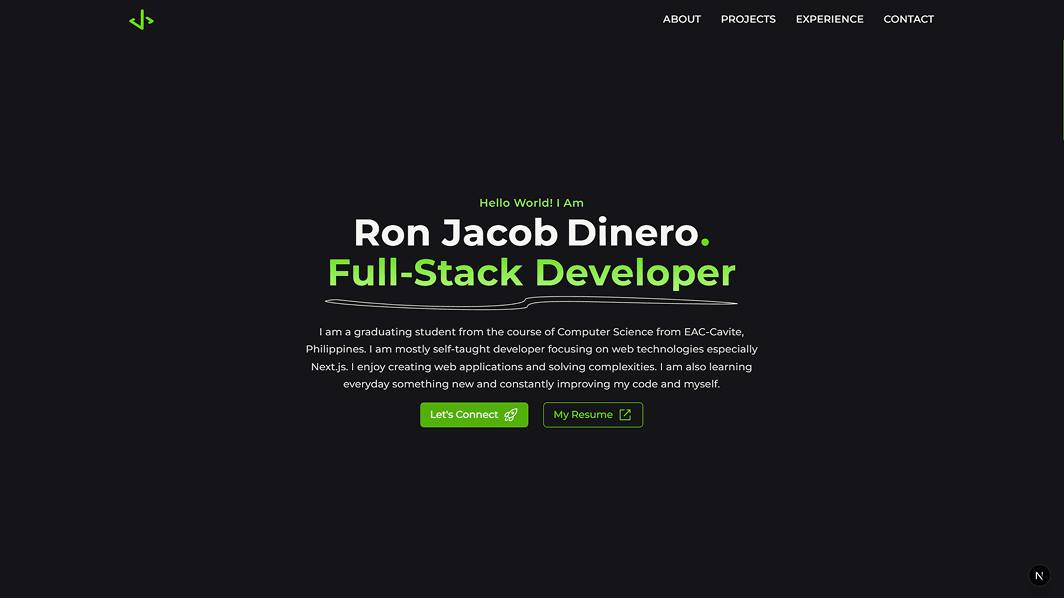 ABOUT PROJECTS EXPERIENCE CONTACT
Hello World! I Am
Ron Jacob Dinero.
Full-Stack Developer
I am a graduating student from the course of Computer Science from EAC-Cavite,
Philippines. I am mostly self-taught developer focusing on web technologies especially
Next.js. I enjoy creating web applications and solving complexities. I am also learning
everyday something new and constantly improving my code and myself.
Let's Connect My Resume
N